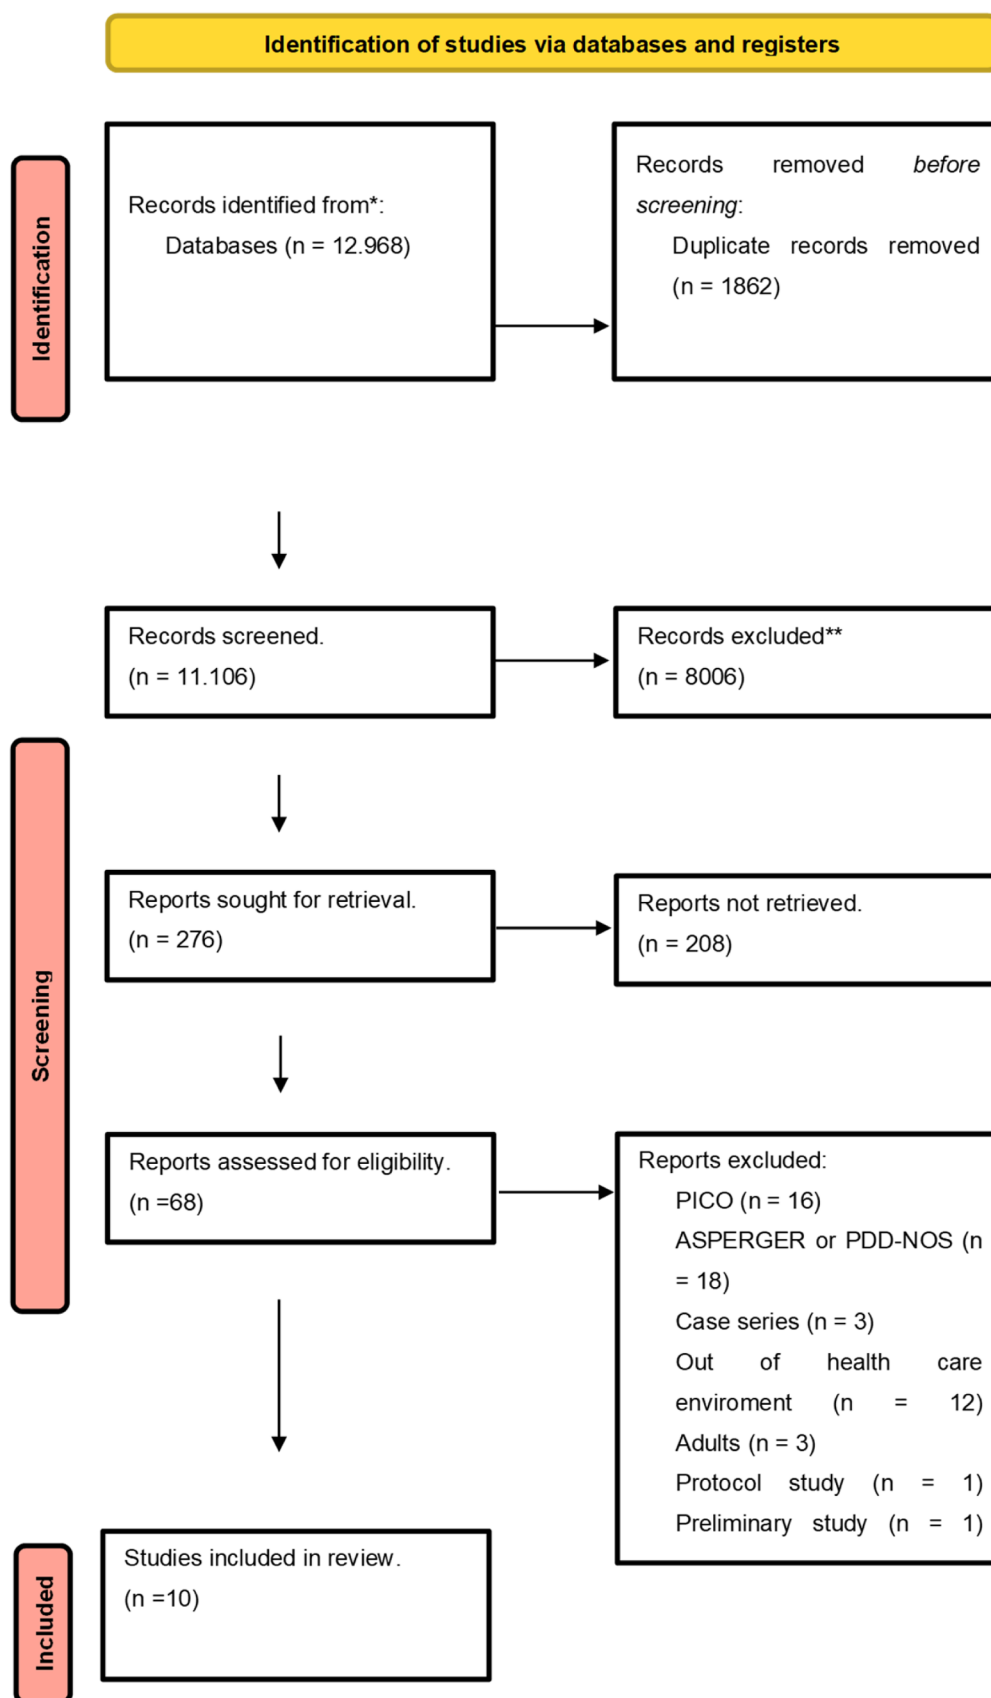 Identification of studies via databases and registers
Identification
Records identified from*:
Databases (n = 12.968)
Records removed before
screening:
Duplicate records removed
(n = 1862)
Records screened.
(n = 11.106)
Records excluded**
(n = 8006)
Screening
Reports sought for retrieval.
(n = 276)
Reports not retrieved.
(n = 208)
Reports assessed for eligibility.
(n =68)
Reports excluded:
PICO (n = 16)
ASPERGER or PDD-NOS (n
= 18)
Case series (n = 3)
Out of health care
enviroment (n = 12)
Adults (n = 3)
Protocol study (n = 1)
Preliminary study (n = 1)
Included
Studies included in review.
(n =10)